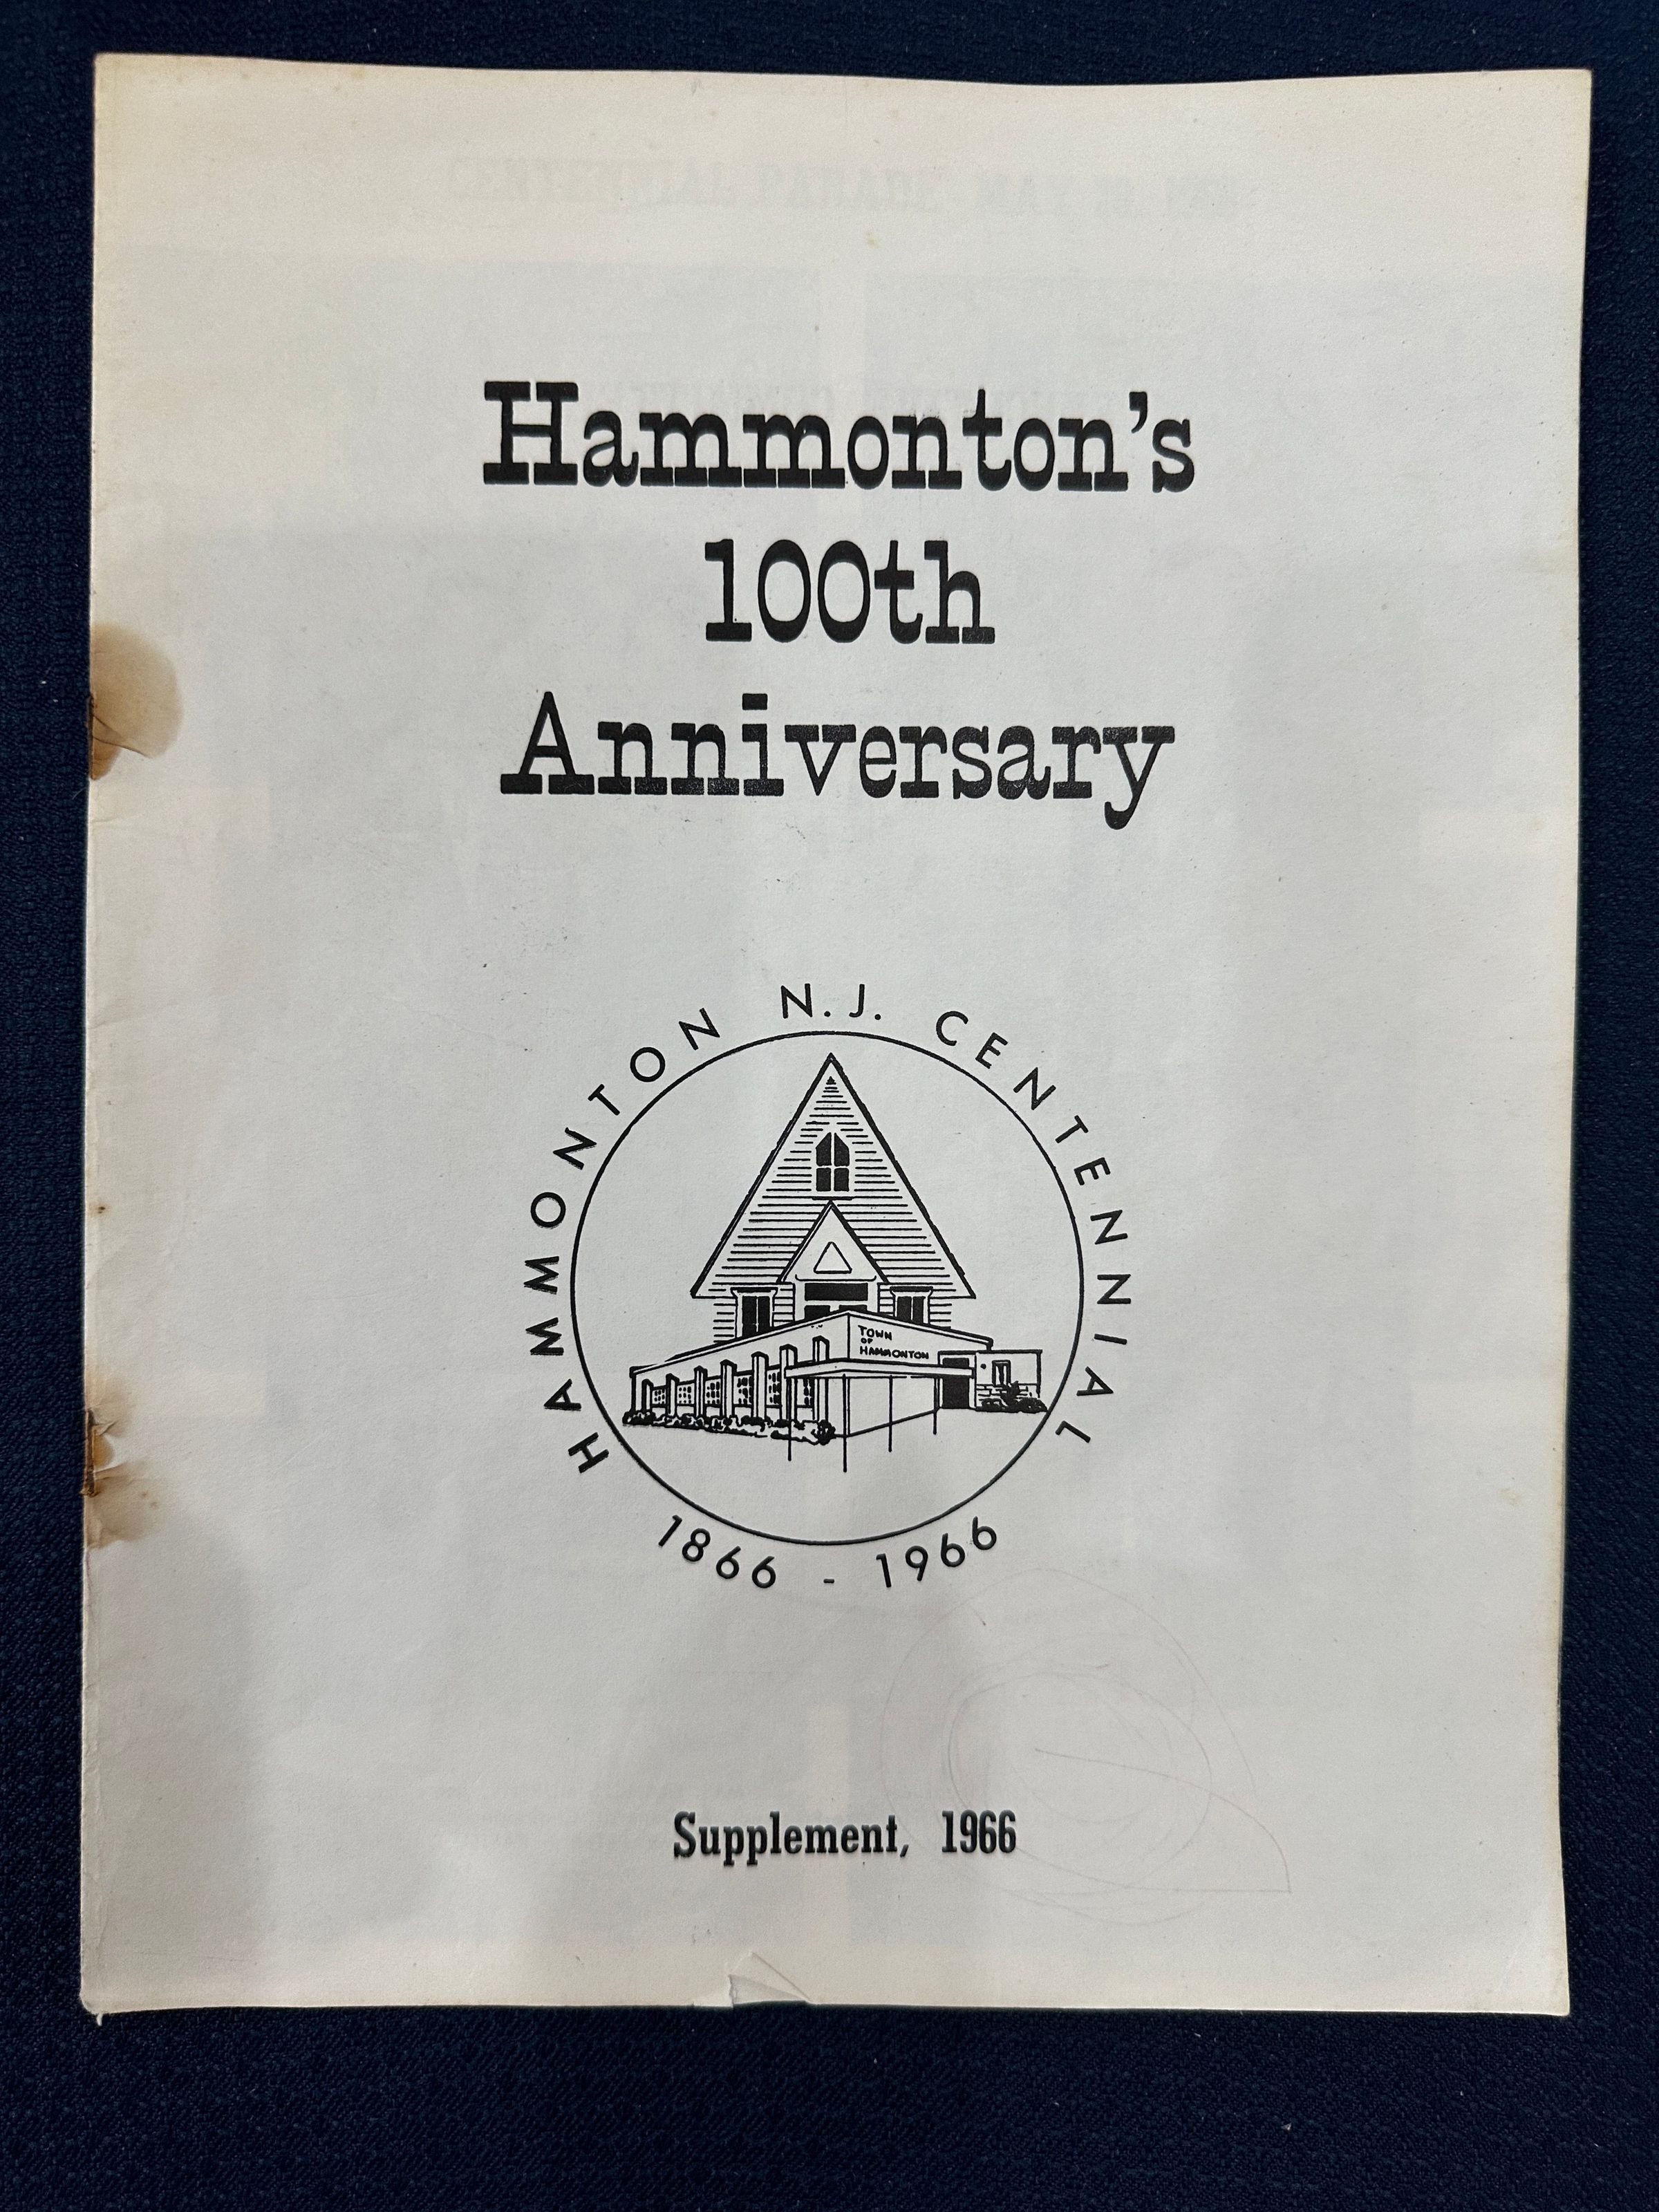 Hammonton's
100th
Anniversary
HAMMONTON N.J. CENTENNIAL
TOWN
OF
HAMMONTON
1866 - 1966
Supplement, 1966